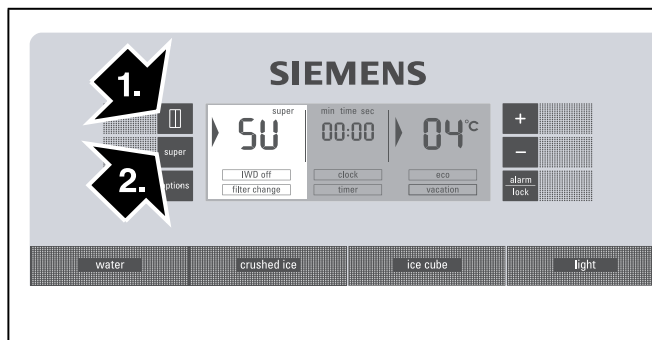 1.
SIEMENS
super
SU
min time sec
00:00
04°C
+
super
−
2.
options
IWD off
clock
eco
alarm
lock
filter change
timer
vacation
water
crushed ice
ice cube
light